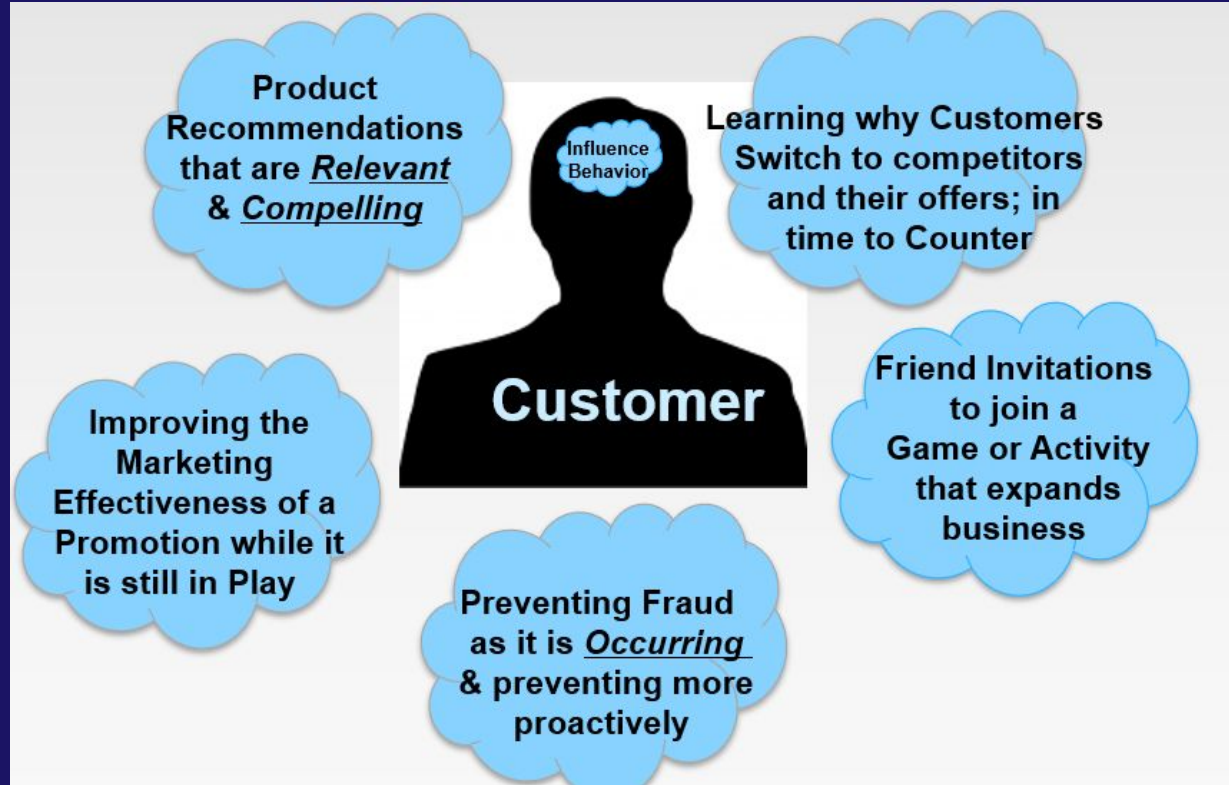 Product
Recommendations
that are Relevant
& Compelling
Influence
Behavior
Learning why Customers
Switch to competitors
and their offers; in
time to Counter
Customer
Friend Invitations
to join a
Game or Activity
that expands
business
Improving the
Marketing
Effectiveness of a
Promotion while it
is still in Play
Preventing Fraud
as it is Occurring
& preventing more
proactively